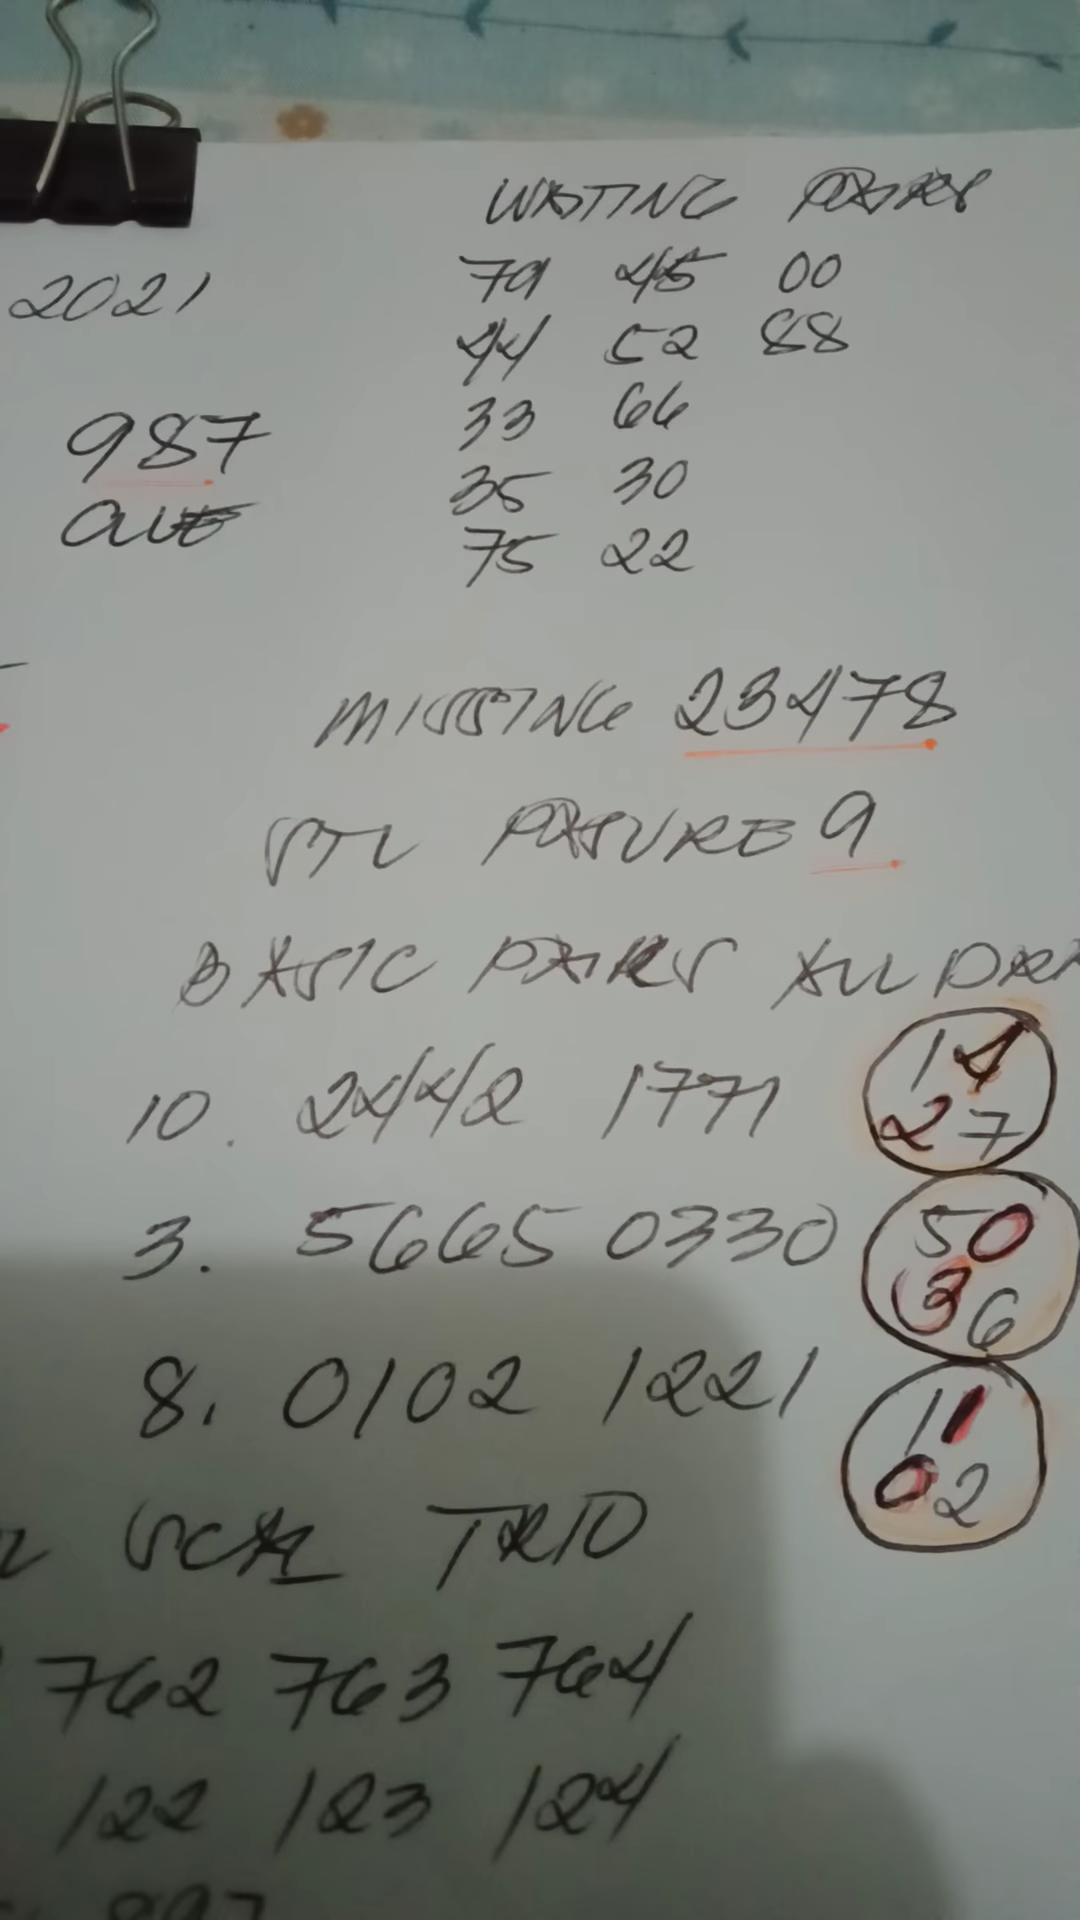 WAITING PAIRS
79 45 00
2021
44 52 88
33 66
987
35 30
75 22
MISSING 23478
STL PASURE 9
BASIC PAIRS ALL
14
10. 2442 1771
27
50
3. 5665 0330
36
8. 0102 1221
11
02
TRIO
762 763 764
122 123 124